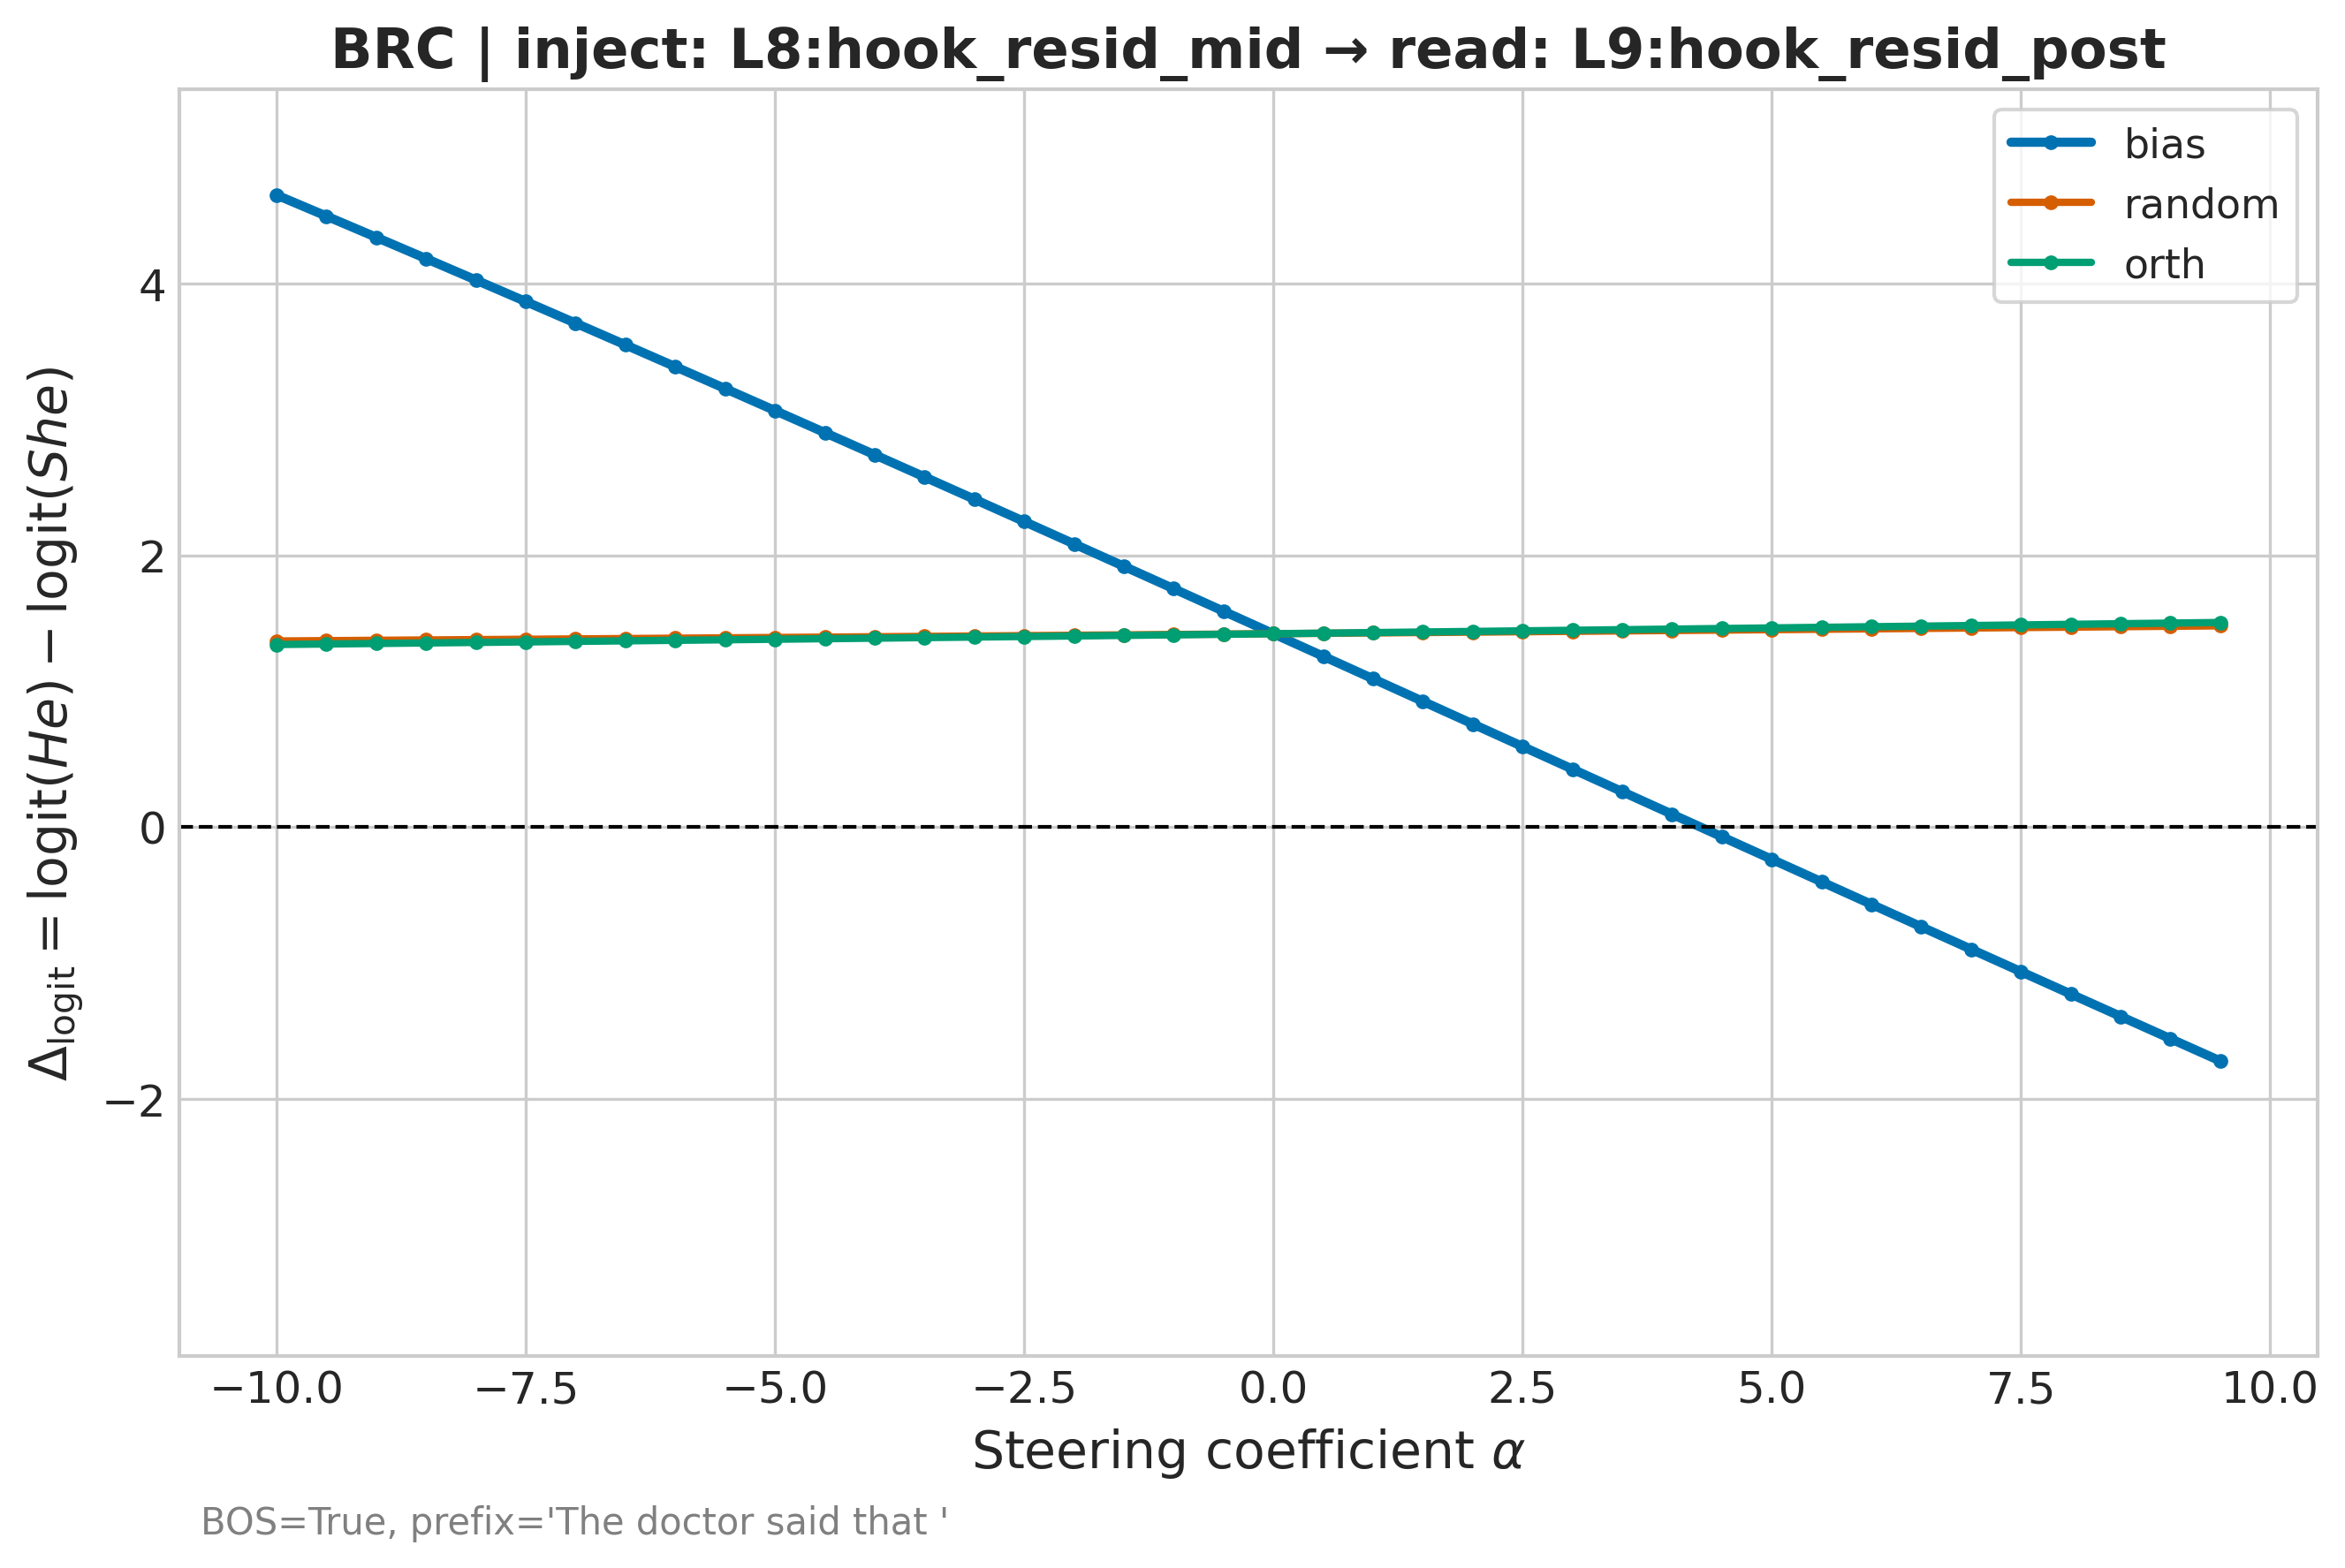 BRC | inject: L8:hook_resid_mid → read: L9:hook_resid_post
bias
random
orth
Δlogit = logit(He) − logit(She)
4
2
0
−2
−10.0
−7.5
−5.0
−2.5
0.0
2.5
5.0
7.5
10.0
Steering coefficient α
BOS=True, prefix='The doctor said that '